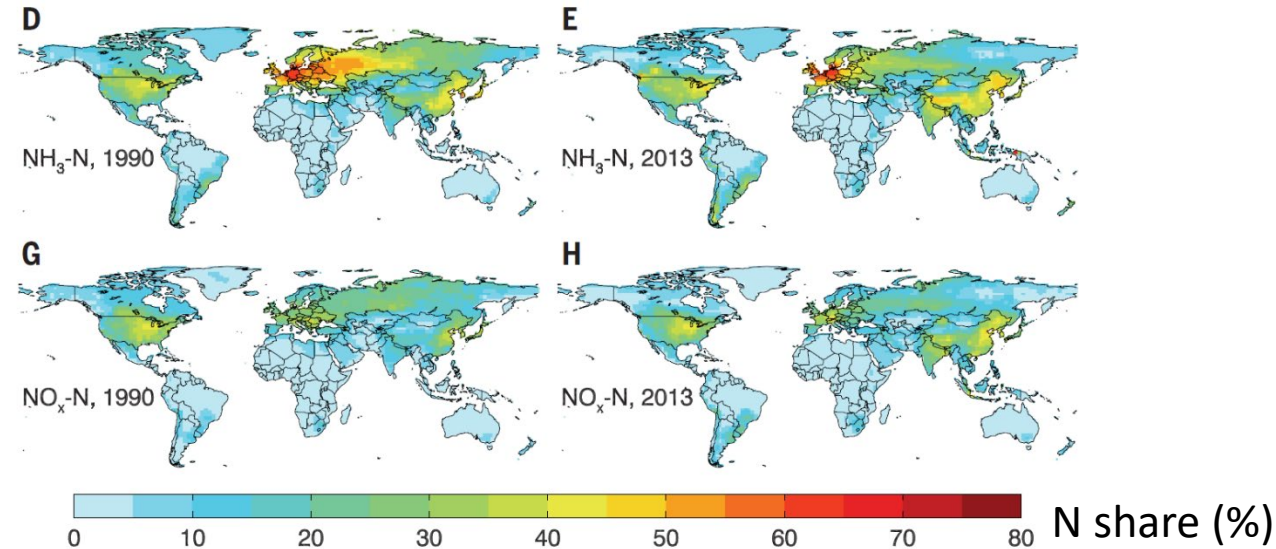 D
E
NH₃-N, 1990
NH₃-N, 2013
G
H
NOₓ-N, 1990
NOₓ-N, 2013
0 10 20 30 40 50 60 70 80
N share (%)